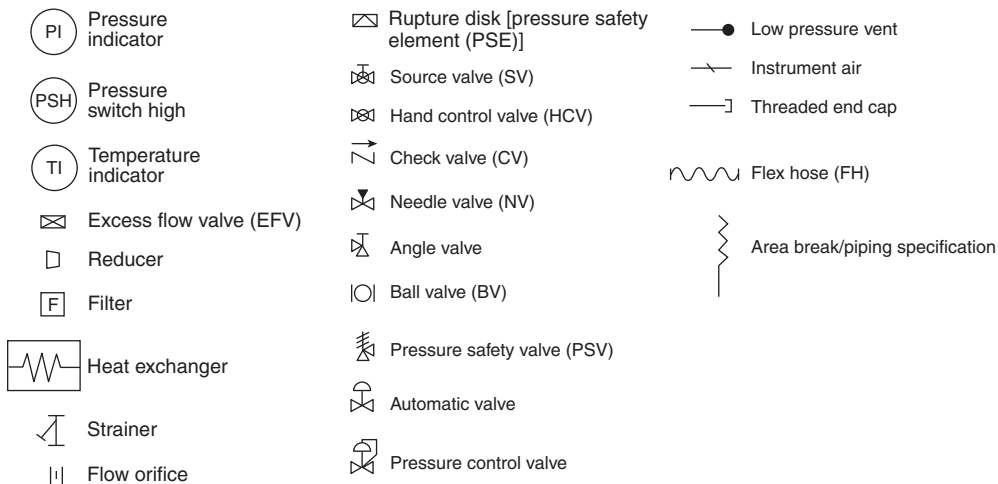 PI
Pressure
indicator
PSH
Pressure
switch high
TI
Temperature
indicator
Excess flow valve (EFV)
Reducer
F
Filter
Heat exchanger
Strainer
Flow orifice
Rupture disk [pressure safety
element (PSE)]
Source valve (SV)
Hand control valve (HCV)
Check valve (CV)
Needle valve (NV)
Angle valve
Ball valve (BV)
Pressure safety valve (PSV)
Automatic valve
Pressure control valve
Low pressure vent
Instrument air
Threaded end cap
Flex hose (FH)
Area break/piping specification